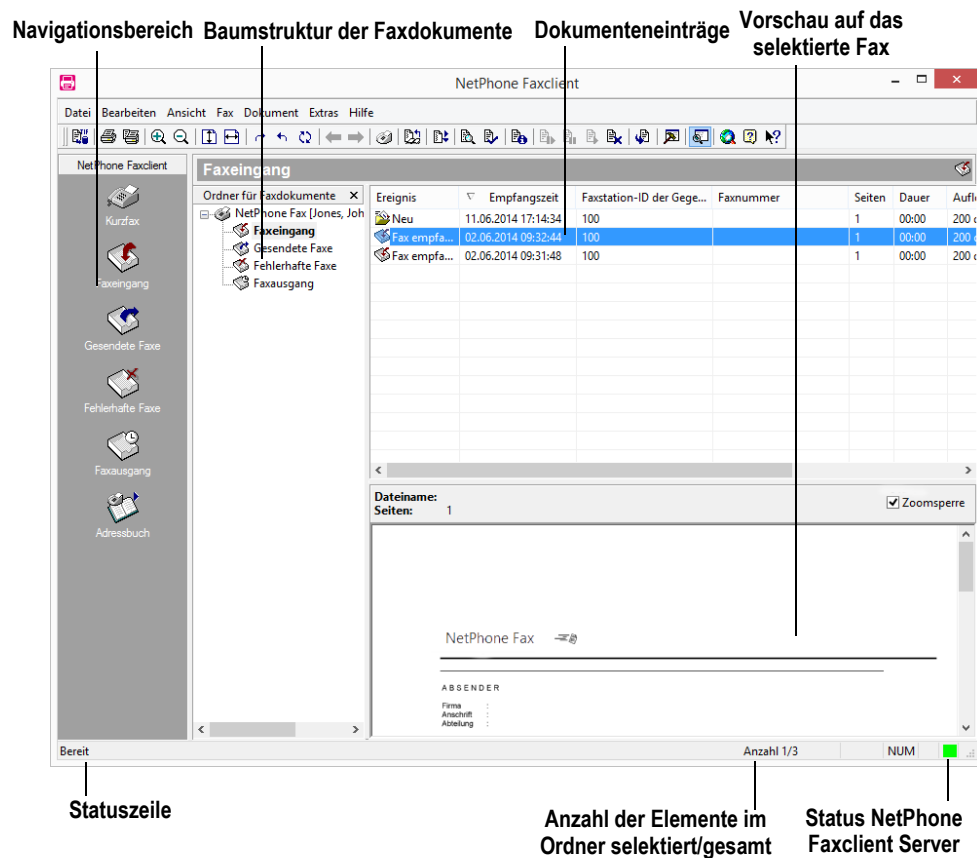 Navigationsbereich Baumstruktur der Faxdokumente Dokumenteneinträge Vorschau auf das
selektierte Fax
NetPhone Faxclient
Datei Bearbeiten Ansicht Fax Dokument Extras Hilfe
NetPhone Faxclient
Kurzfax
Faxeingang
Gesendete Faxe
Fehlerhafte Faxe
Faxausgang
Adressbuch
Faxeingang
Ordner für Faxdokumente X
NetPhone Fax [Jones, Joh
Faxeingang
Gesendete Faxe
Fehlerhafte Faxe
Faxausgang
Ereignis Empfangszeit Faxstation-ID der Gege... Faxnummer Seiten Dauer Auflö
Neu 11.06.2014 17:14:34 100 1 00:00 200 d
Fax empfa... 02.06.2014 09:32:44 100 1 00:00 200 d
Fax empfa... 02.06.2014 09:31:48 100 1 00:00 200 d
Dateiname:
Seiten: 1
Zoomsperre
NetPhone Fax
ABSENDER
Firma :
Anschrift :
Abteilung :
Bereit Anzahl 1/3 NUM
Statuszeile
Anzahl der Elemente im
Ordner selektiert/gesamt
Status NetPhone
Faxclient Server